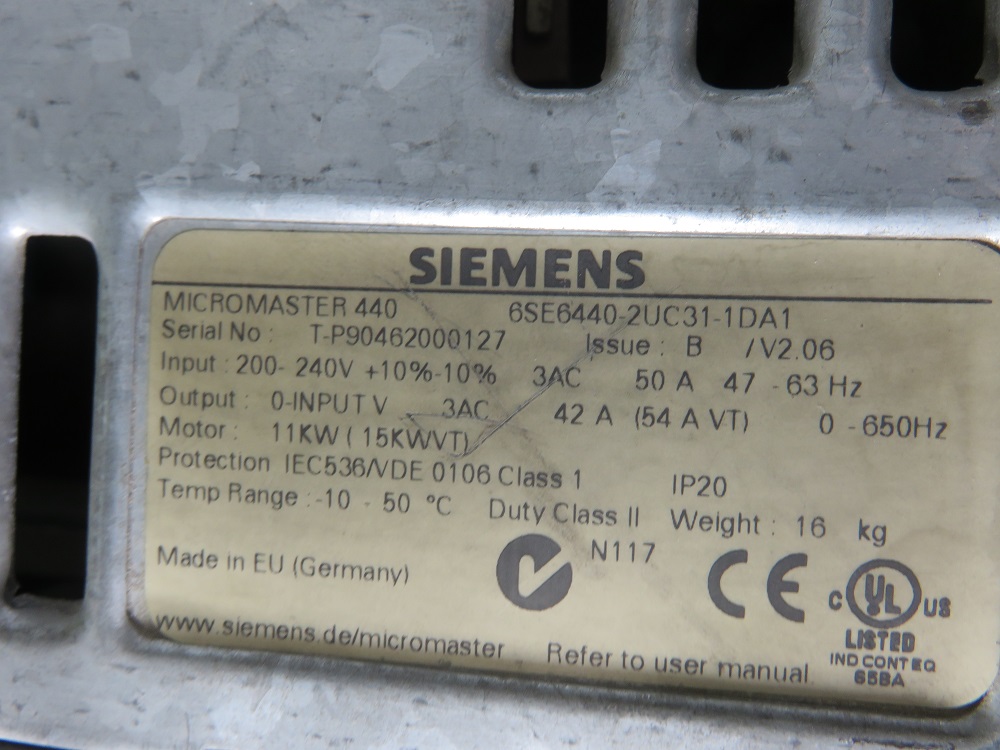 SIEMENS
MICROMASTER 440 6SE6440-2UC31-1DA1
Serial No : T-P90462000127 Issue : B /V2.06
Input : 200- 240V +10%-10% 3AC 50 A 47 - 63 Hz
Output : 0-INPUT V 3AC 42 A (54 A VT) 0 - 650Hz
Motor : 11KW ( 15KWVT)
Protection IEC536/VDE 0106 Class 1 IP20
Temp Range : -10 - 50 °C Duty Class II Weight : 16 kg
N117
Made in EU (Germany)
CE
C UL US
LISTED
IND CONT EQ
65BA
www.siemens.de/micromaster Refer to user manual